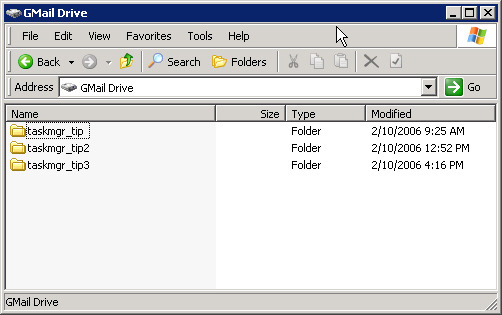 GMail Drive
File Edit View Favorites Tools Help
Back Search Folders
Address GMail Drive Go
Name Size Type Modified
taskmgr_tip Folder 2/10/2006 9:25 AM
taskmgr_tip2 Folder 2/10/2006 12:52 PM
taskmgr_tip3 Folder 2/10/2006 4:16 PM
GMail Drive